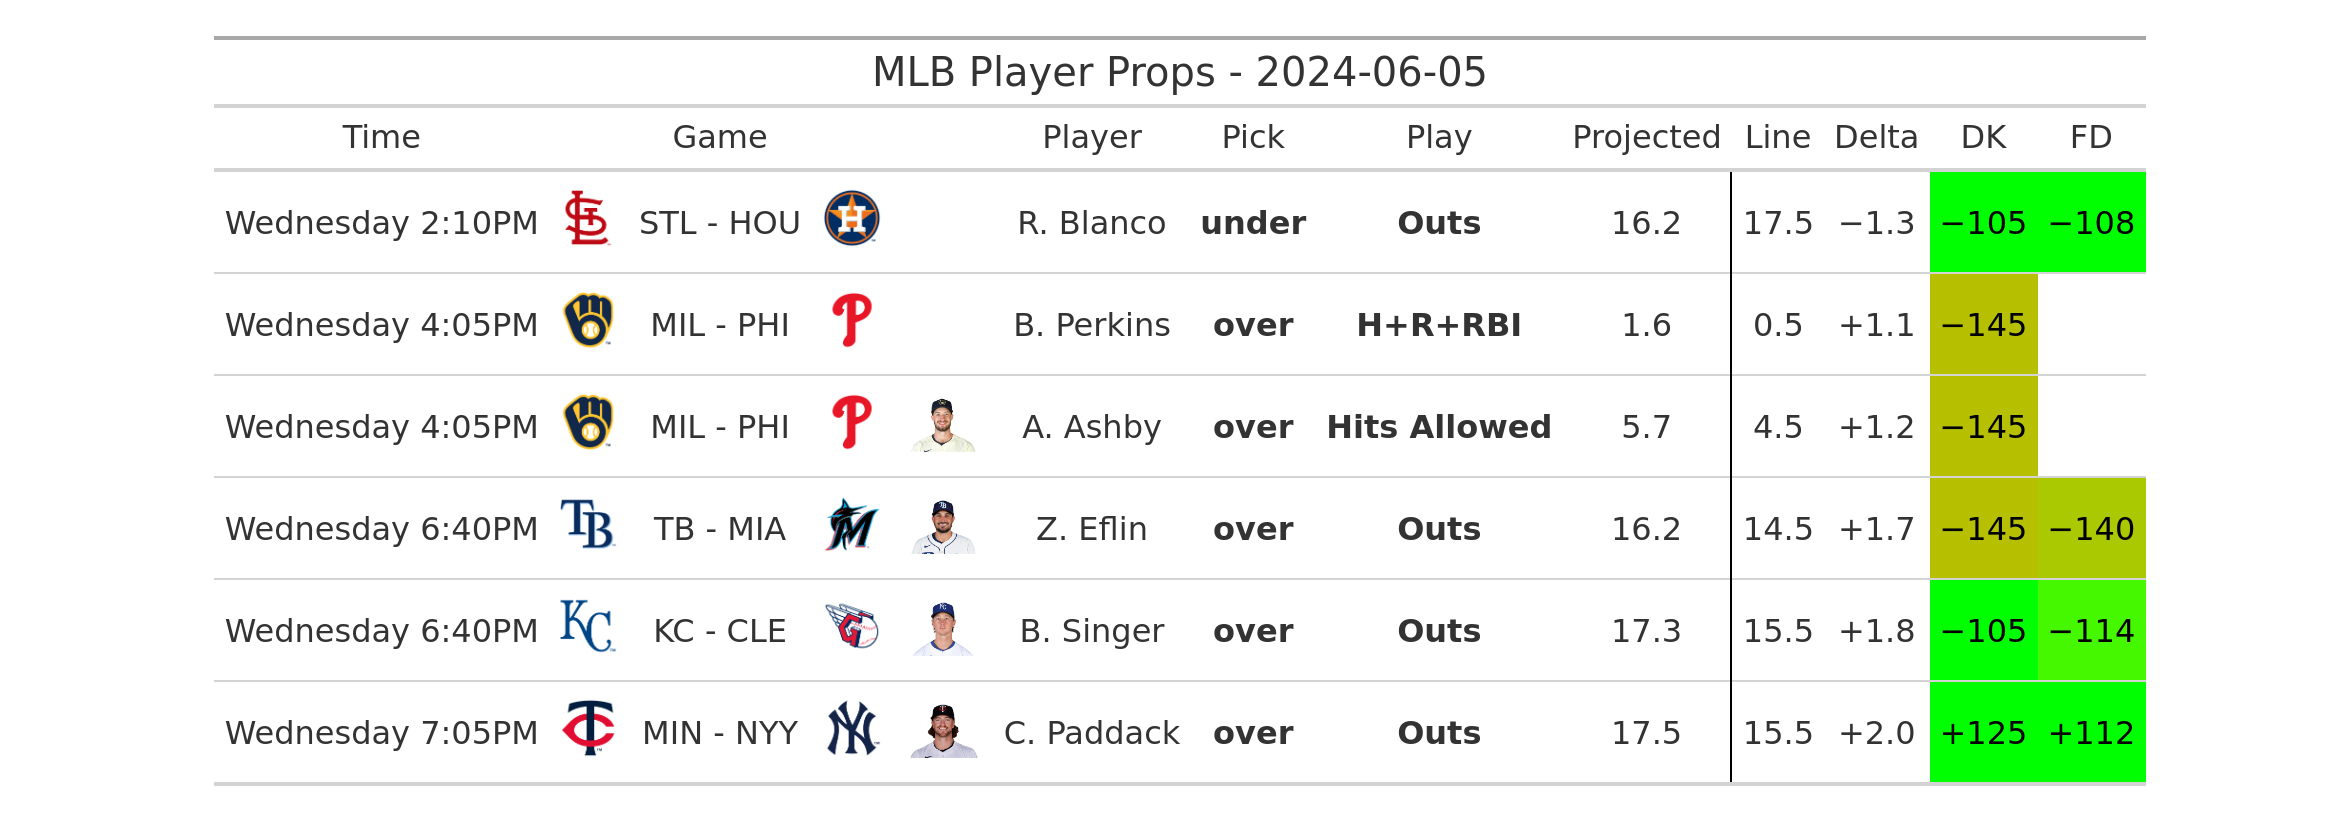 MLB Player Props - 2024-06-05
Time Game Player Pick Play Projected Line Delta DK FD
Wednesday 2:10PM STL - HOU R. Blanco under Outs 16.2 17.5 −1.3 −105 −108
Wednesday 4:05PM MIL - PHI B. Perkins over H+R+RBI 1.6 0.5 +1.1 −145
Wednesday 4:05PM MIL - PHI A. Ashby over Hits Allowed 5.7 4.5 +1.2 −145
Wednesday 6:40PM TB - MIA Z. Eflin over Outs 16.2 14.5 +1.7 −145 −140
Wednesday 6:40PM KC - CLE B. Singer over Outs 17.3 15.5 +1.8 −105 −114
Wednesday 7:05PM MIN - NYY C. Paddack over Outs 17.5 15.5 +2.0 +125 +112